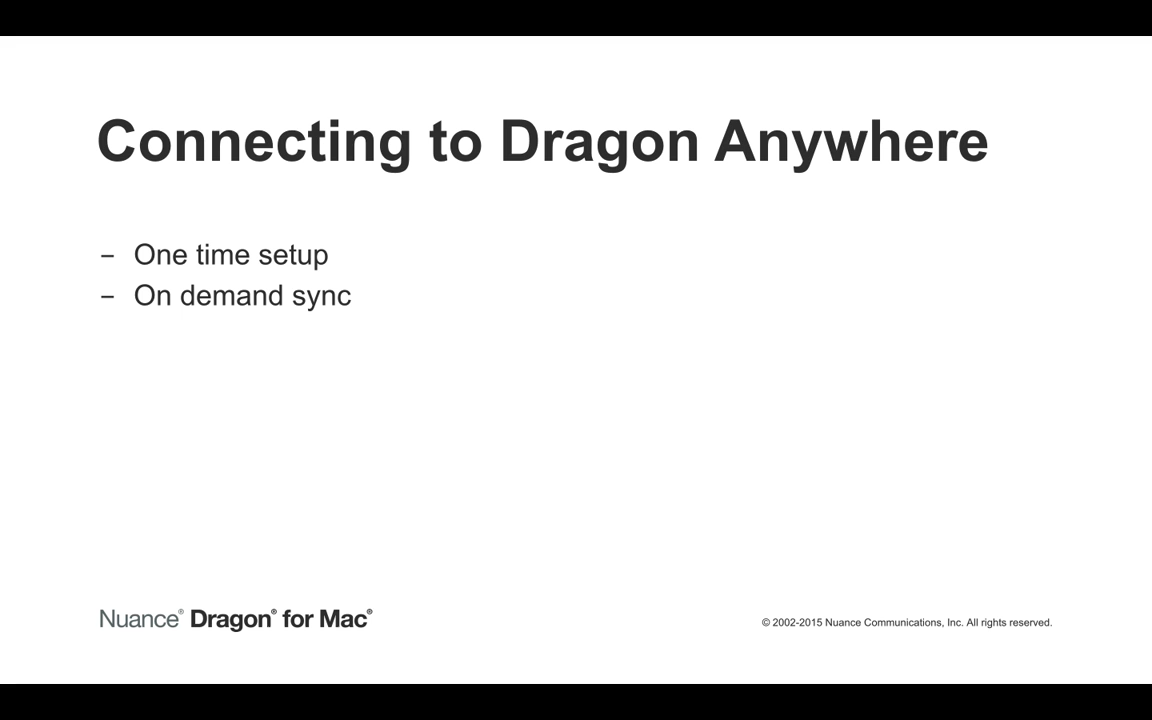 Connecting to Dragon Anywhere
– One time setup
– On demand sync
Nuance® Dragon® for Mac®
© 2002-2015 Nuance Communications, Inc. All rights reserved.